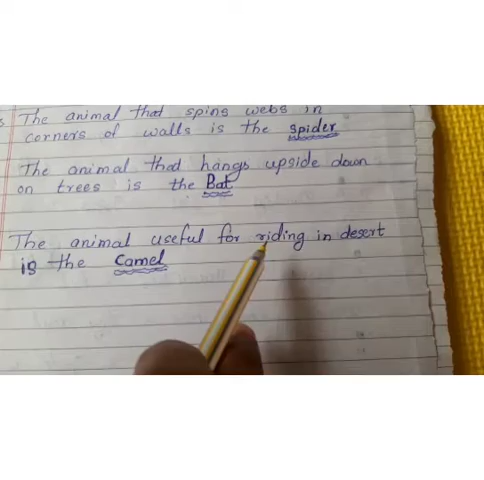 The animal that spins webs in
corners of walls is the spider
The animal that hangs upside down
on trees is the Bat
The animal useful for riding in desert
is the Camel